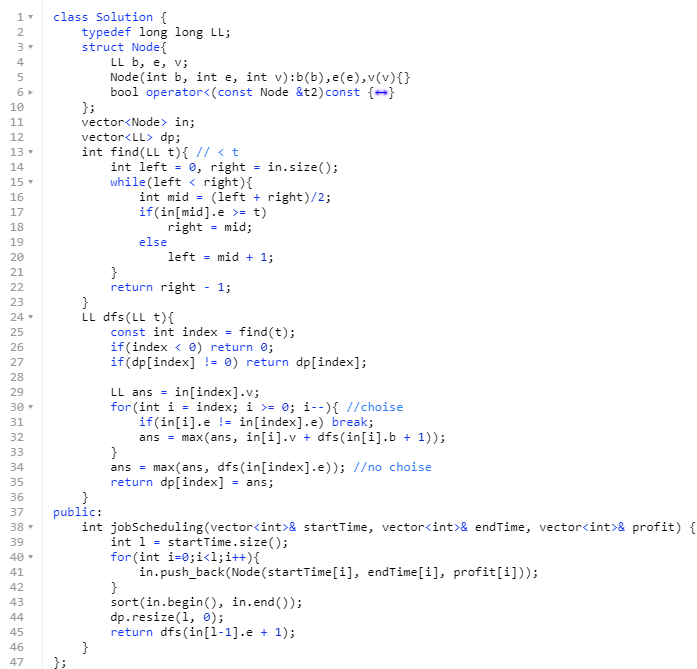 1 class Solution {
2     typedef long long LL;
3     struct Node{
4         LL b, e, v;
5         Node(int b, int e, int v):b(b),e(e),v(v){}
6         bool operator<(const Node &t2)const {↔}
10     };
11     vector<Node> in;
12     vector<LL> dp;
13     int find(LL t){ // < t
14         int left = 0, right = in.size();
15         while(left < right){
16             int mid = (left + right)/2;
17             if(in[mid].e >= t)
18                 right = mid;
19             else
20                 left = mid + 1;
21         }
22         return right - 1;
23     }
24     LL dfs(LL t){
25         const int index = find(t);
26         if(index < 0) return 0;
27         if(dp[index] != 0) return dp[index];
28
29         LL ans = in[index].v;
30         for(int i = index; i >= 0; i--){ //choise
31             if(in[i].e != in[index].e) break;
32             ans = max(ans, in[i].v + dfs(in[i].b + 1));
33         }
34         ans = max(ans, dfs(in[index].e)); //no choise
35         return dp[index] = ans;
36     }
37 public:
38     int jobScheduling(vector<int>& startTime, vector<int>& endTime, vector<int>& profit) {
39         int l = startTime.size();
40         for(int i=0;i<l;i++){
41             in.push_back(Node(startTime[i], endTime[i], profit[i]));
42         }
43         sort(in.begin(), in.end());
44         dp.resize(l, 0);
45         return dfs(in[l-1].e + 1);
46     }
47 };